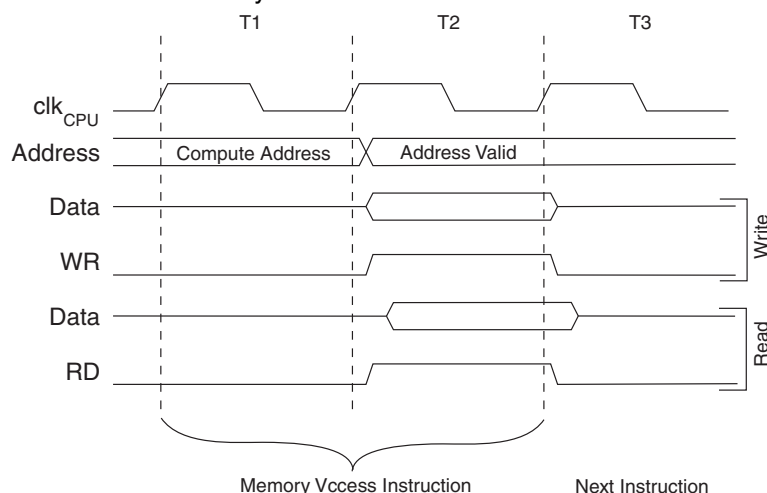 T1 T2 T3
clkCPU
Address Compute Address Address Valid
Data
WR
Write
Data
RD
Read
Memory Vccess Instruction Next Instruction